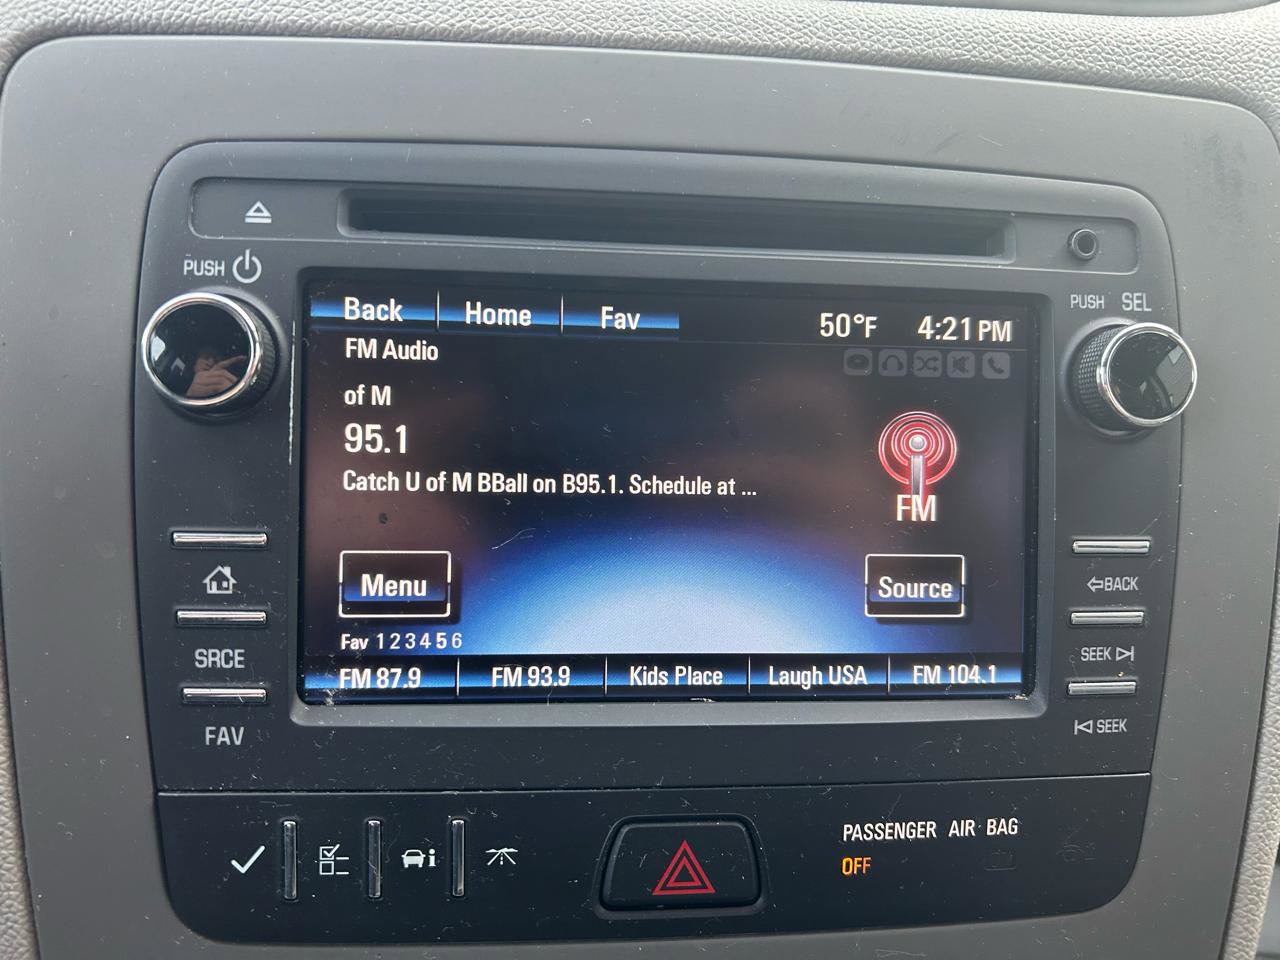 PUSH
PUSH SEL
Back Home Fav 50°F 4:21 PM
FM Audio
of M
95.1
Catch U of M BBall on B95.1. Schedule at ...
FM
Menu Source
Fav 1 2 3 4 5 6
FM 87.9 FM 93.9 Kids Place Laugh USA FM 104.1
SRCE
FAV
BACK
SEEK
SEEK
i
PASSENGER AIR BAG
OFF